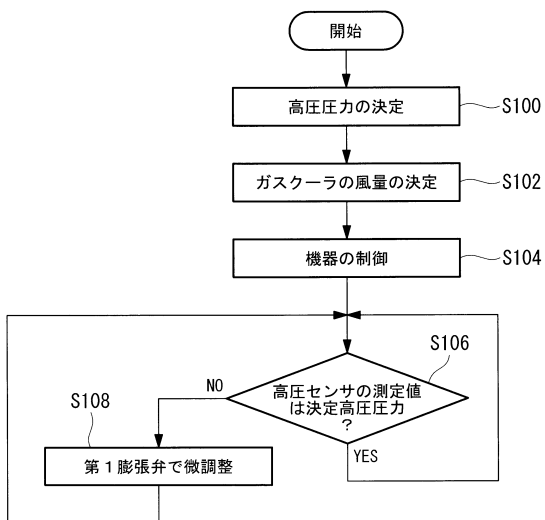 開始
高圧圧力の決定
S100
ガスクーラの風量の決定
S102
機器の制御
S104
S106
高圧センサの測定値
は決定高圧圧力
?
NO
YES
S108
第1膨張弁で微調整